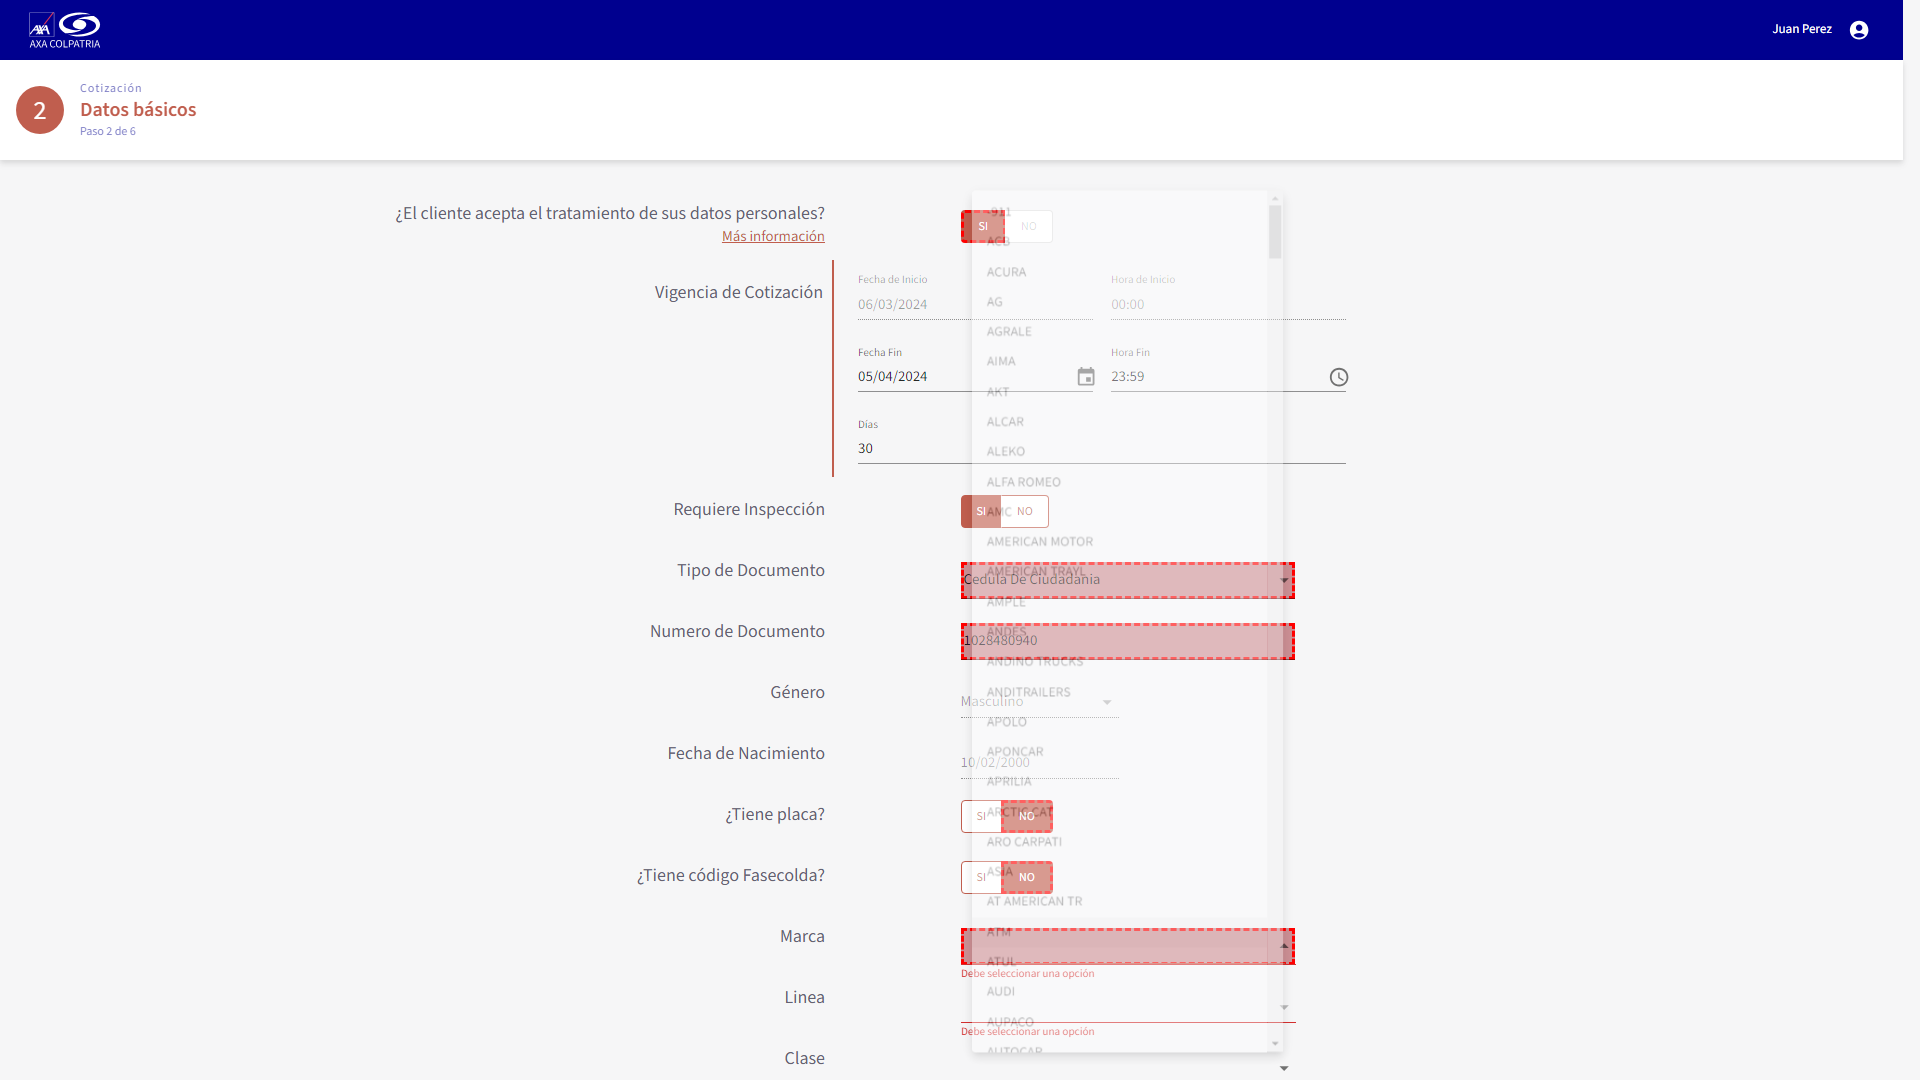 AXA
AXA COLPATRIA
Juan Perez
2
Cotización
Datos básicos
Paso 2 de 6
¿El cliente acepta el tratamiento de sus datos personales?
Más información
SI NO
Vigencia de Cotización
Fecha de Inicio
06/03/2024
Hora de Inicio
00:00
Fecha Fin
05/04/2024
Hora Fin
23:59
Días
30
Requiere Inspección
SI NO
Tipo de Documento
Cedula De Ciudadania
Numero de Documento
1028480940
Género
Masculino
Fecha de Nacimiento
10/02/2000
¿Tiene placa?
SI NO
¿Tiene código Fasecolda?
SI NO
Marca
Debe seleccionar una opción
Linea
Debe seleccionar una opción
Clase
911
ACB
ACURA
AG
AGRALE
AIMA
AKT
ALCAR
ALEKO
ALFA ROMEO
AMC
AMERICAN MOTOR
AMERICAN TRAYL
AMPLE
ANDES
ANDINO TRUCKS
ANDITRAILERS
APOLO
APONCAR
APRILIA
ARCTIC CAT
ARO CARPATI
ASIA
AT AMERICAN TR
ATM
ATUL
AUDI
AUPACO
AUTOCAR